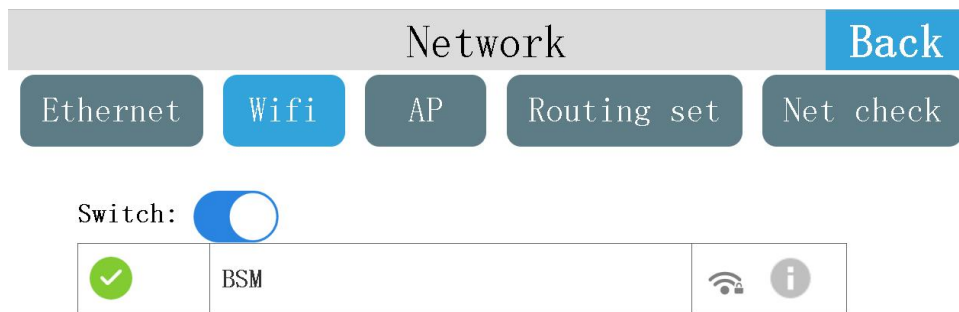 Network Back
Ethernet Wifi AP Routing set Net check
Switch:
BSM